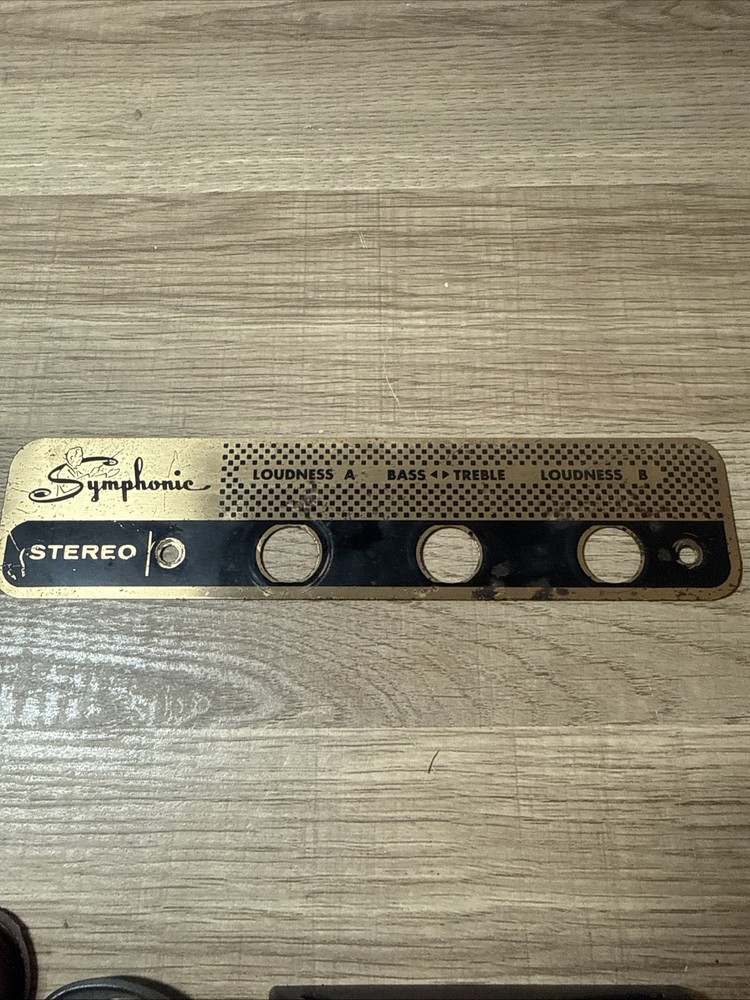 Symphonic
LOUDNESS A BASS ◄► TREBLE LOUDNESS B
STEREO